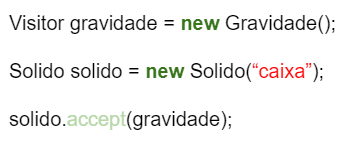 Visitor gravidade = new Gravidade();
Solido solido = new Solido(“caixa”);
solido.accept(gravidade);